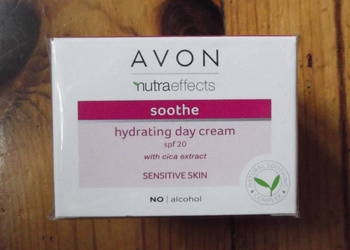 AVON
nutraeffects
soothe
hydrating day cream
spf 20
with cica extract
SENSITIVE SKIN
NO | alcohol